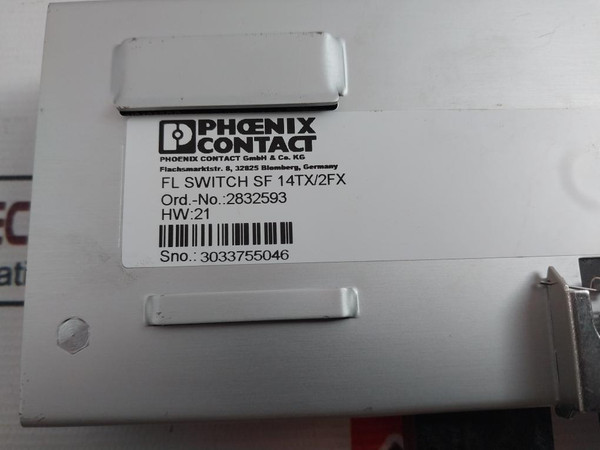 PHŒNIX
CONTACT
PHOENIX CONTACT GmbH & Co. KG
Flachsmarktstr. 8, 32825 Blomberg, Germany
FL SWITCH SF 14TX/2FX
Ord.-No.:2832593
HW:21
Sno.: 3033755046